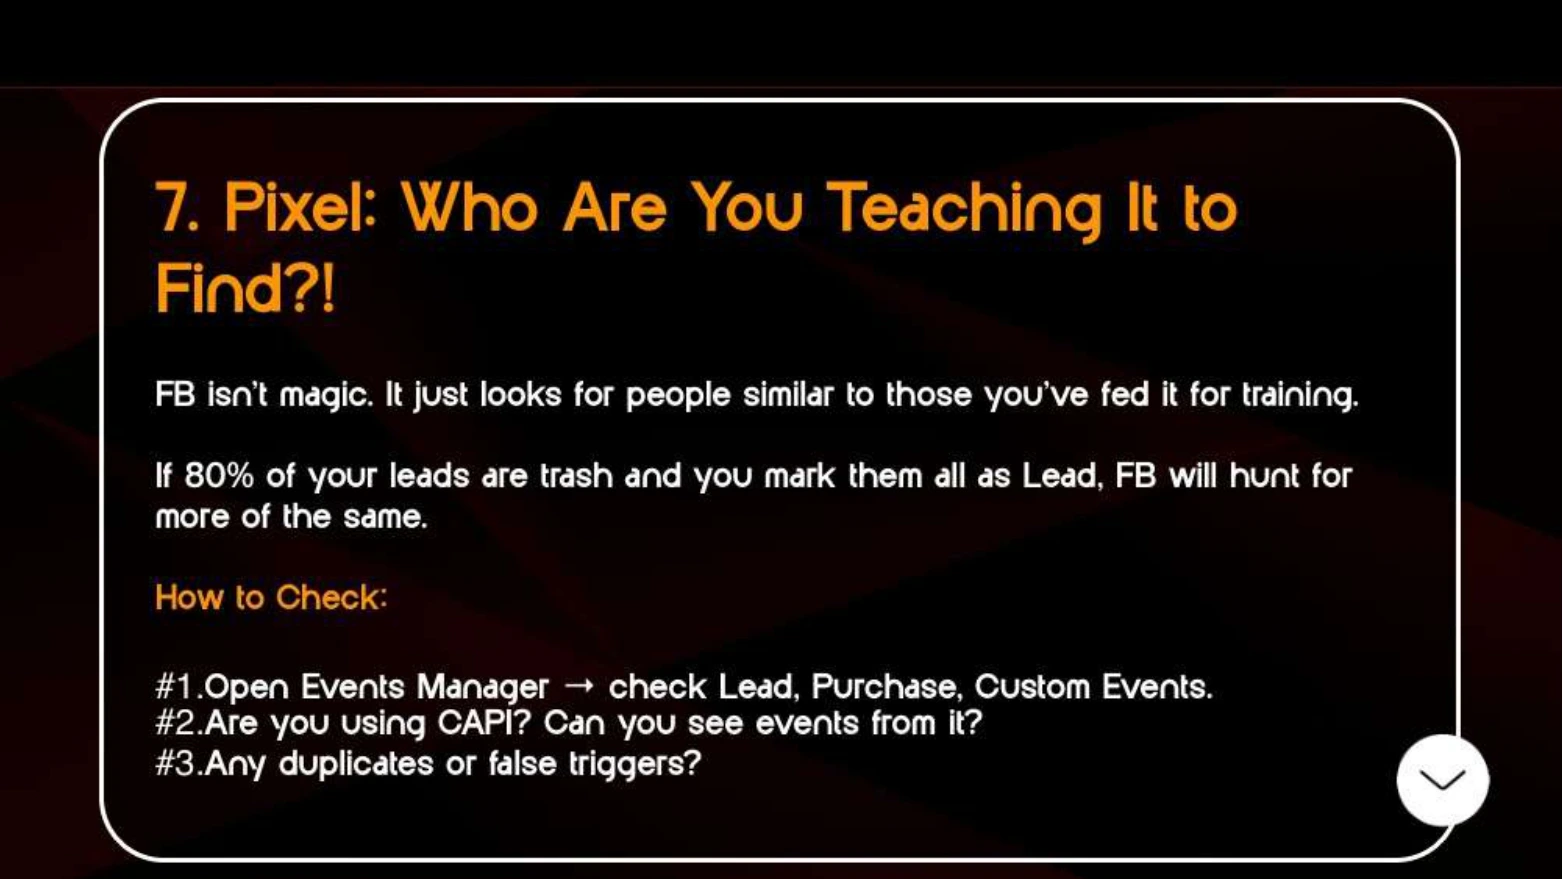 7. Pixel: Who Are You Teaching It to
Find?!
FB isn't magic. It just looks for people similar to those you've fed it for training.
If 80% of your leads are trash and you mark them all as Lead, FB will hunt for
more of the same.
How to Check:
#1.Open Events Manager → check Lead, Purchase, Custom Events.
#2.Are you using CAPI? Can you see events from it?
#3.Any duplicates or false triggers?